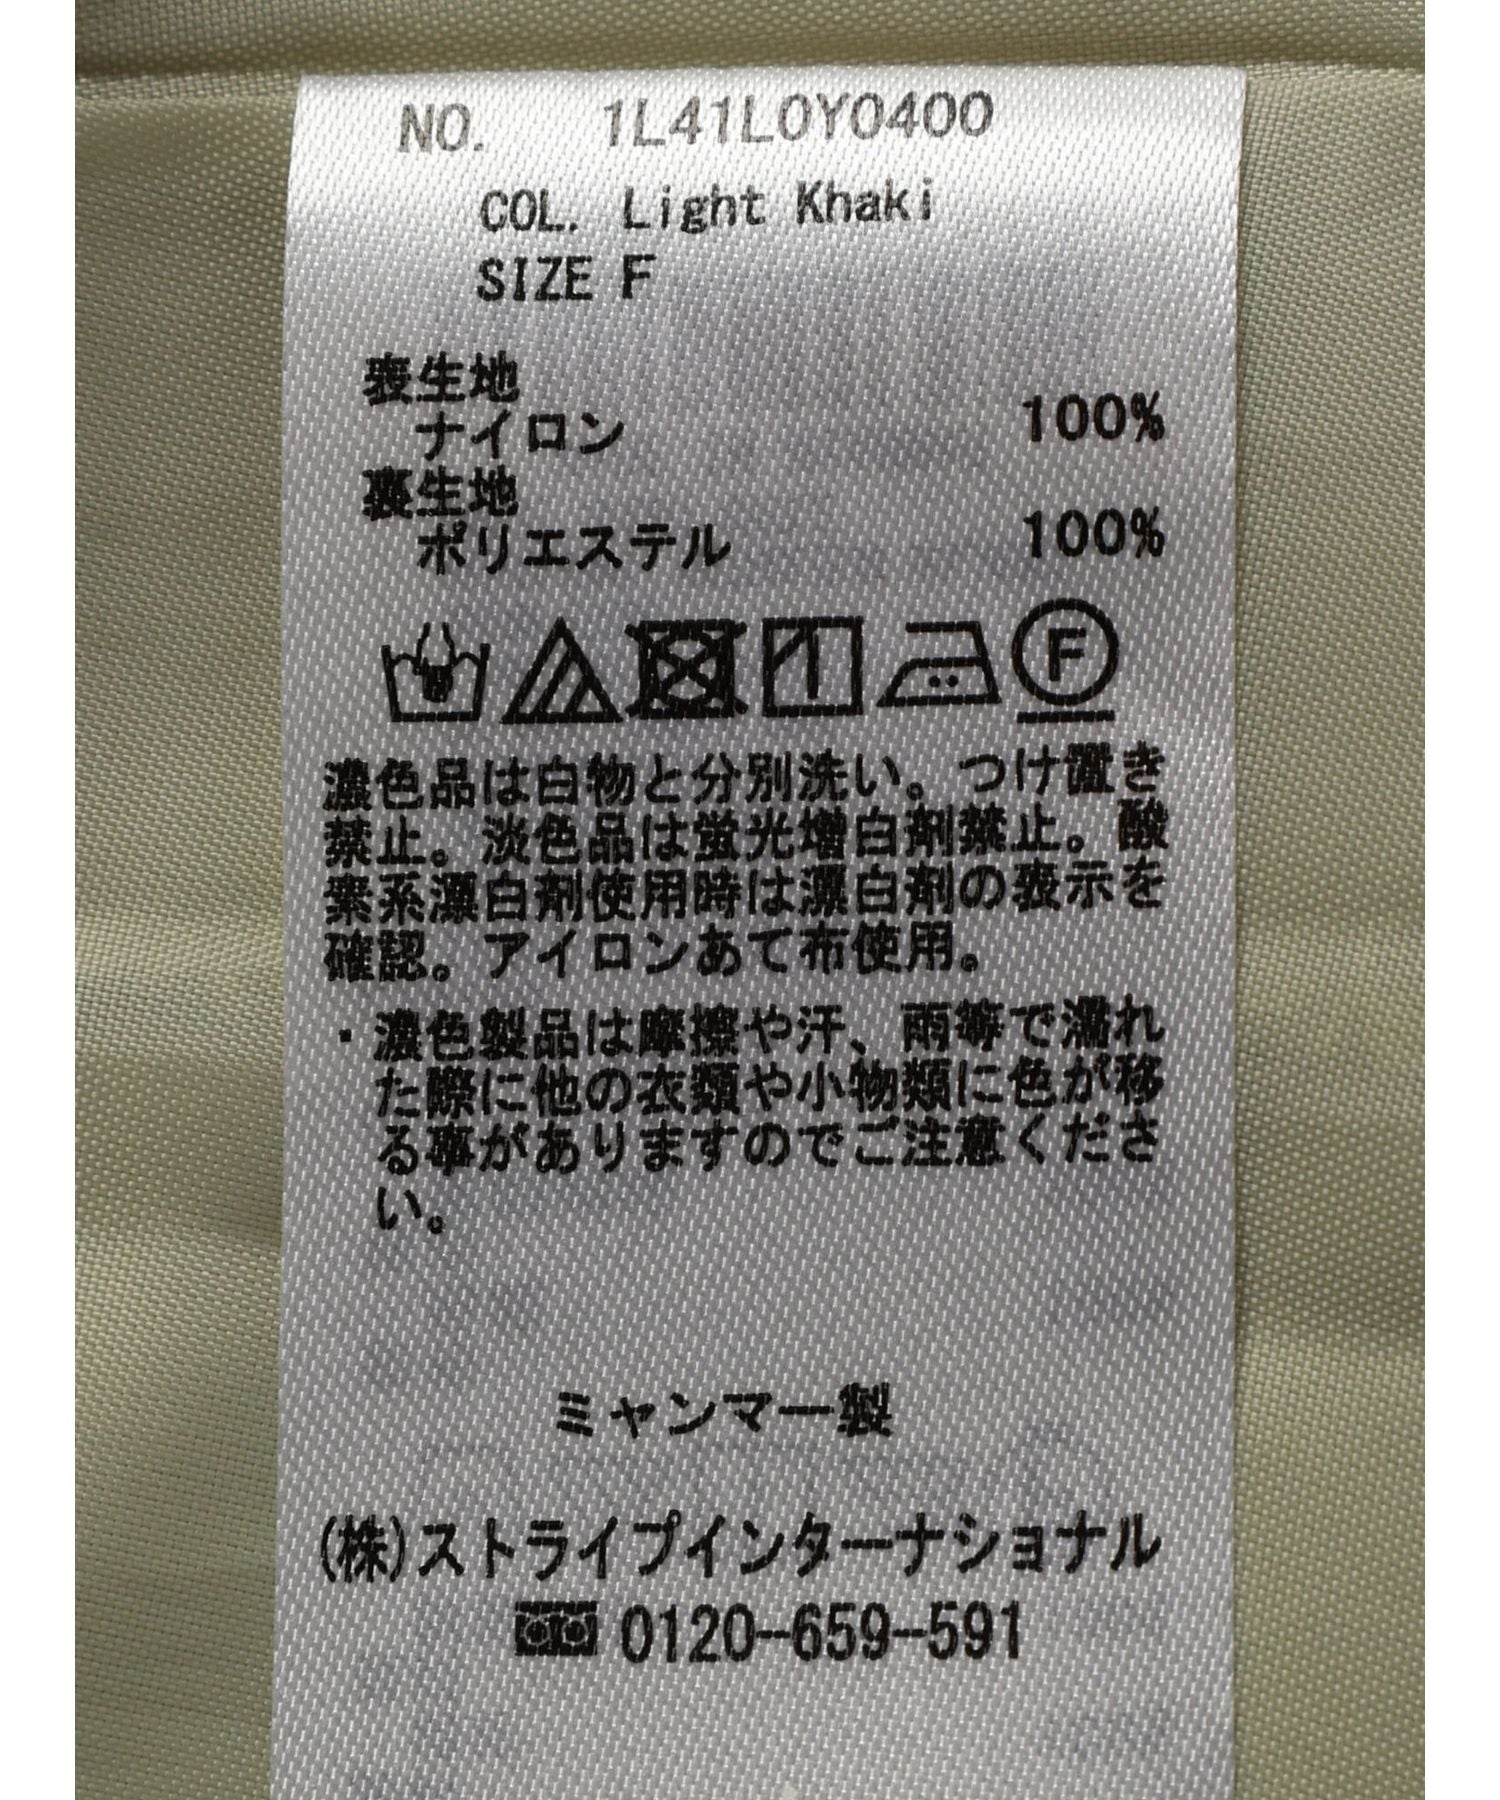 NO. 1L41L0Y0400
COL. Light Khaki
SIZE F
表生地
ナイロン 100%
裏生地
ポリエステル 100%
F
濃色品は白物と分別洗い。つけ置き
禁止。淡色品は蛍光増白剤禁止。酸
素系漂白剤使用時は漂白剤の表示を
確認。アイロンあて布使用。
・濃色製品は摩擦や汗、雨等で濡れ
た際に他の衣類や小物類に色が移
る事がありますのでご注意くださ
い。
ミャンマー製
(株)ストライプインターナショナル
0120-659-591